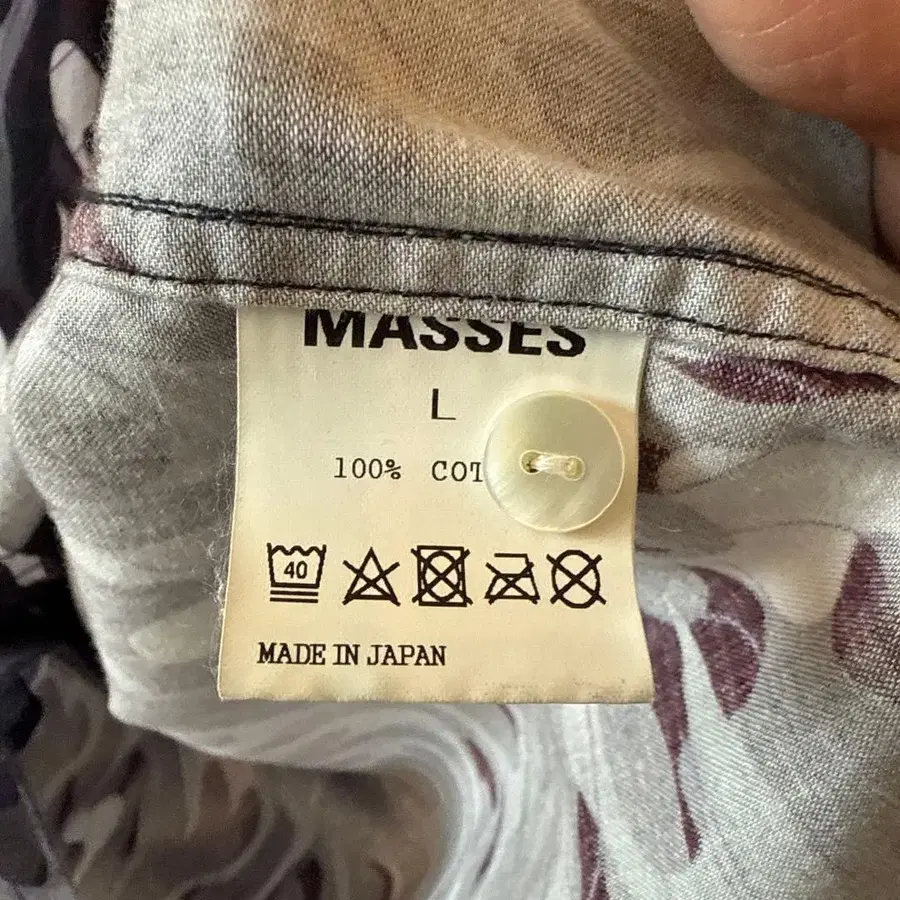 MASSES
L
100% COT
40
MADE IN JAPAN